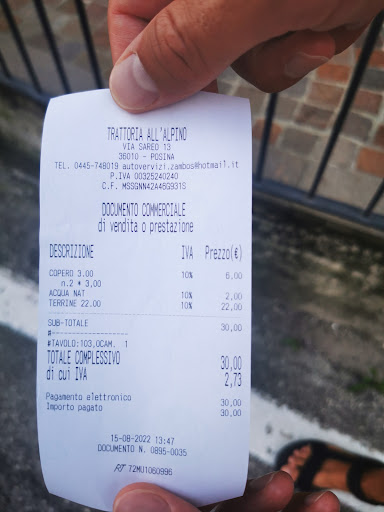 TRATTORIA ALL'ALPINO
VIA SAREO 13
36010 - POSINA
TEL. 0445-748019 autovervizi.zambos@hotmail.it
P.IVA 00325240240
C.F. MSSGNN42A46G931S
DOCUMENTO COMMERCIALE
di vendita o prestazione
DESCRIZIONE IVA Prezzo(€)
COPERO 3.00 10% 6,00
n.2 * 3,00
ACQUA NAT 10% 2,00
TERRINE 22.00 10% 22,00
SUB-TOTALE 30,00
#--------------------
#TAVOLO:103,OCAM. 1
TOTALE COMPLESSIVO 30,00
di cui IVA 2,73
Pagamento elettronico 30,00
Importo pagato 30,00
15-08-2022 13:47
DOCUMENTO N. 0895-0035
RT 72MU1060996